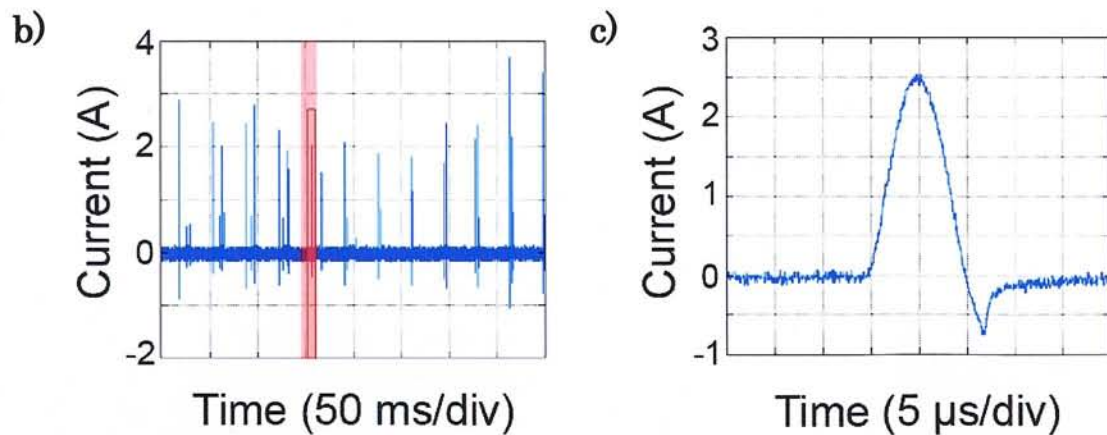 b)
Current (A)
4
2
0
-2
Time (50 ms/div)
c)
Current (A)
3
2
1
0
-1
Time (5 µs/div)